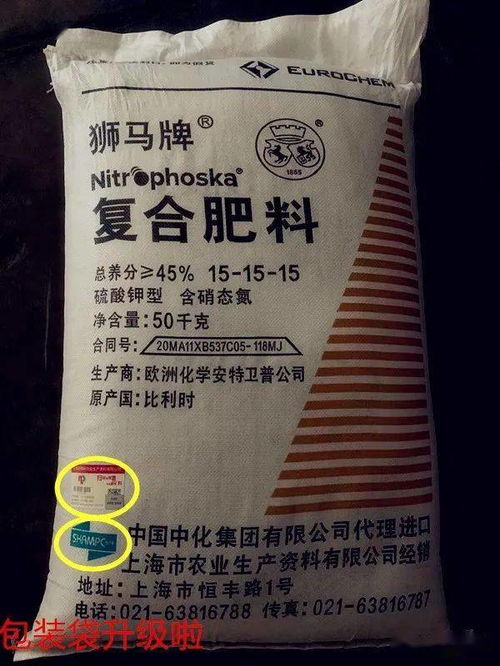 EUROCHEM
狮马牌®
Nitrophoska®
1865
®
复合肥料
总养分≥45% 15-15-15
硫酸钾型 含硝态氮
净含量:50千克
合同号: 20MA11XB537C05-118MJ
生产商:欧洲化学安特卫普公司
原产国:比利时
SHAMPC
中国中化集团有限公司代理进口
上海市农业生产资料有限公司经销
地址:上海市恒丰路1号
电话:021-63816788 传真:021-63816787
包装袋升级啦